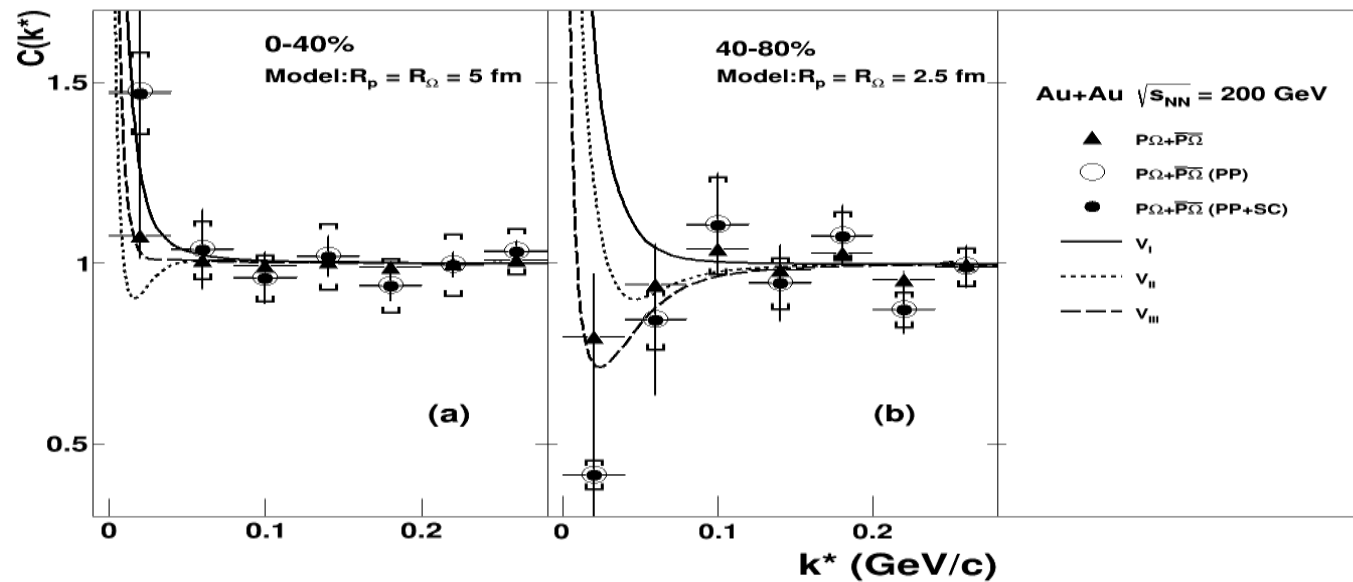 C(k*)
1.5
1
0.5
0-40%
Model:R_p = R_Ω = 5 fm
(a)
0
0.1
0.2
40-80%
Model:R_p = R_Ω = 2.5 fm
(b)
0
0.1
0.2
k* (GeV/c)
Au+Au √s_NN = 200 GeV
PΩ+P̅Ω̅
PΩ+P̅Ω̅ (PP)
PΩ+P̅Ω̅ (PP+SC)
V_I
V_II
V_III